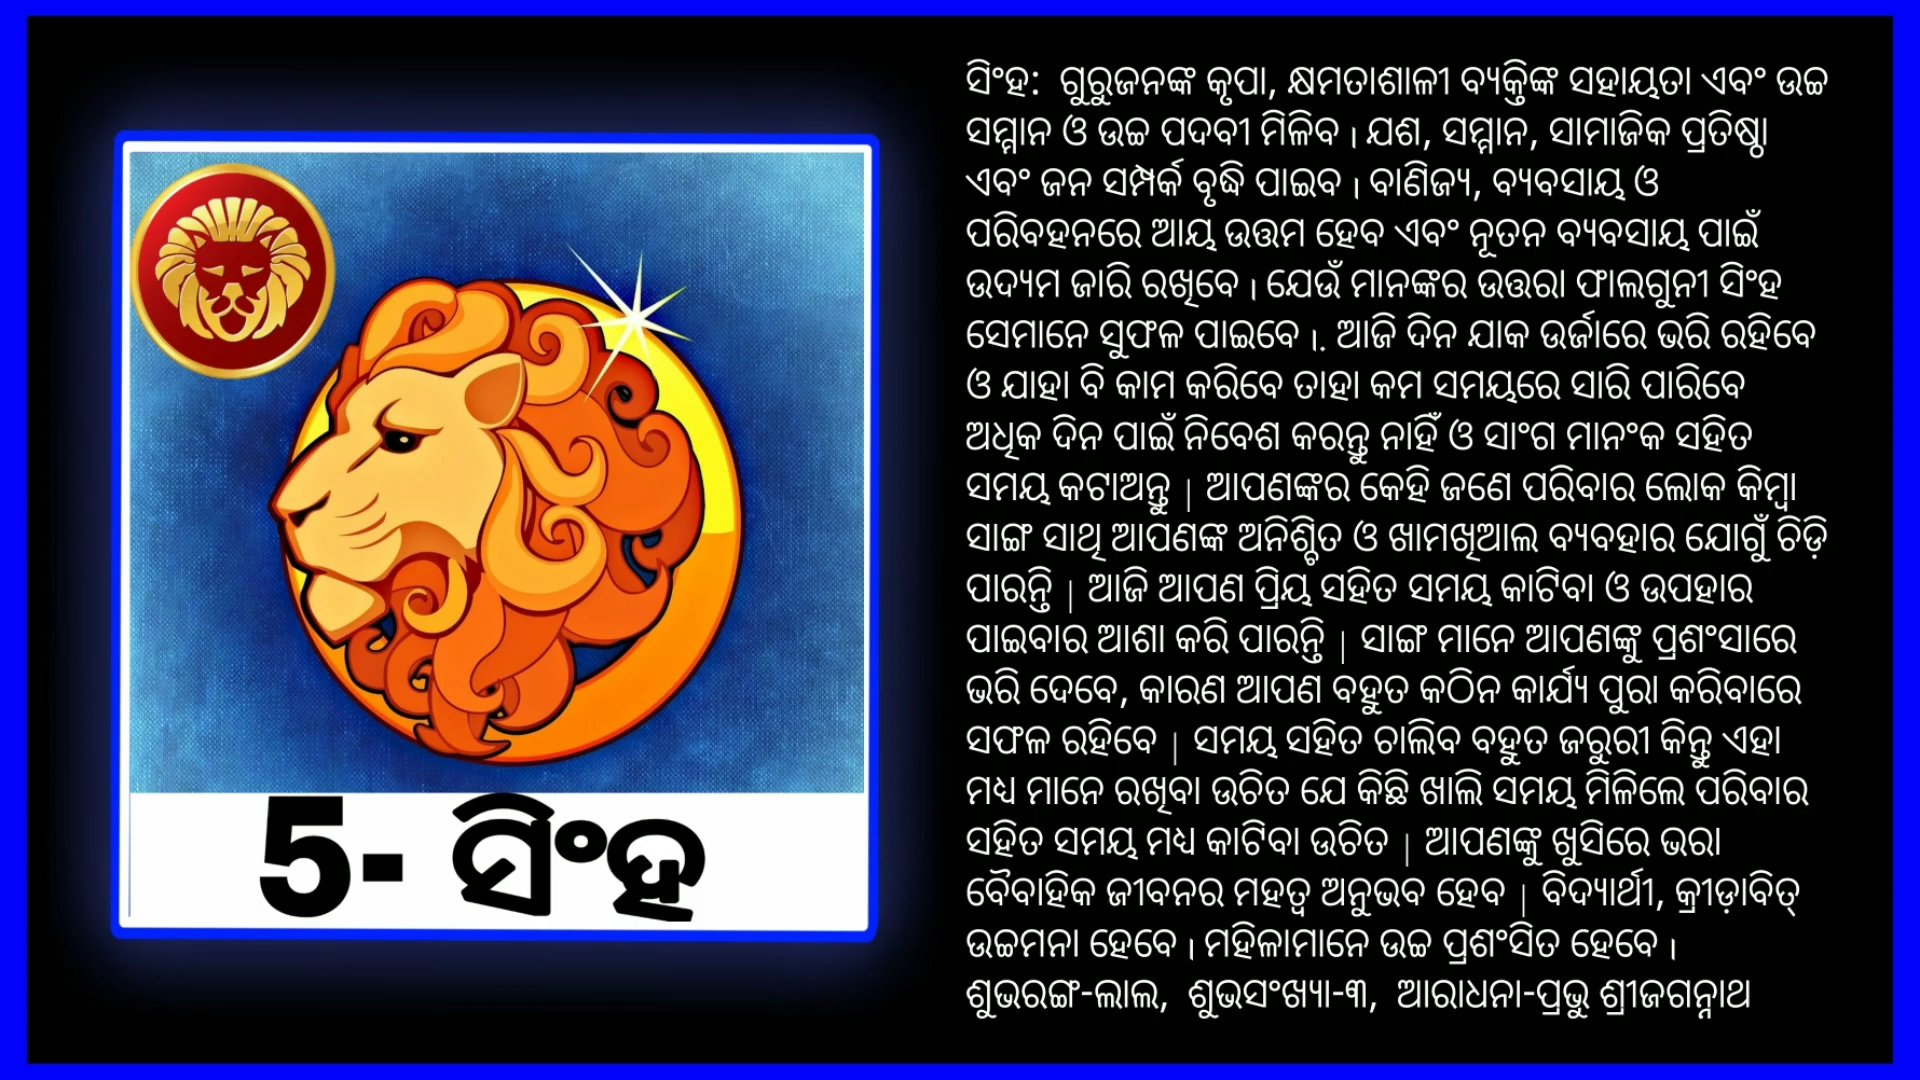 5- ସିଂହ
ସିଂହ: ଗୁରୁଜନଙ୍କ କୃପା, କ୍ଷମତାଶାଳୀ ବ୍ୟକ୍ତିଙ୍କ ସହାୟତା ଏବଂ ଉଚ୍ଚ
ସମ୍ମାନ ଓ ଉଚ୍ଚ ପଦବୀ ମିଳିବ । ଯଶ, ସମ୍ମାନ, ସାମାଜିକ ପ୍ରତିଷ୍ଠା
ଏବଂ ଜନ ସମ୍ପର୍କ ବୃଦ୍ଧି ପାଇବ । ବାଣିଜ୍ୟ, ବ୍ୟବସାୟ ଓ
ପରିବହନରେ ଆୟ ଉତ୍ତମ ହେବ ଏବଂ ନୂତନ ବ୍ୟବସାୟ ପାଇଁ
ଉଦ୍ୟମ ଜାରି ରଖିବେ । ଯେଉଁ ମାନଙ୍କର ଉତ୍ତରା ଫାଲଗୁନୀ ସିଂହ
ସେମାନେ ସୁଫଳ ପାଇବେ ।. ଆଜି ଦିନ ଯାକ ଉର୍ଜାରେ ଭରି ରହିବେ
ଓ ଯାହା ବି କାମ କରିବେ ତାହା କମ ସମୟରେ ସାରି ପାରିବେ
ଅଧିକ ଦିନ ପାଇଁ ନିବେଶ କରନ୍ତୁ ନାହିଁ ଓ ସାଂଗ ମାନଂକ ସହିତ
ସମୟ କଟାଅନ୍ତୁ | ଆପଣଙ୍କର କେହି ଜଣେ ପରିବାର ଲୋକ କିମ୍ବା
ସାଙ୍ଗ ସାଥି ଆପଣଙ୍କ ଅନିଶ୍ଚିତ ଓ ଖାମଖିଆଲ ବ୍ୟବହାର ଯୋଗୁଁ ଚିଡ଼ି
ପାରନ୍ତି | ଆଜି ଆପଣ ପ୍ରିୟ ସହିତ ସମୟ କାଟିବା ଓ ଉପହାର
ପାଇବାର ଆଶା କରି ପାରନ୍ତି | ସାଙ୍ଗ ମାନେ ଆପଣଙ୍କୁ ପ୍ରଶଂସାରେ
ଭରି ଦେବେ, କାରଣ ଆପଣ ବହୁତ କଠିନ କାର୍ଯ୍ୟ ପୁରା କରିବାରେ
ସଫଳ ରହିବେ | ସମୟ ସହିତ ଚାଲିବ ବହୁତ ଜରୁରୀ କିନ୍ତୁ ଏହା
ମଧ୍ୟ ମାନେ ରଖିବା ଉଚିତ ଯେ କିଛି ଖାଲି ସମୟ ମିଳିଲେ ପରିବାର
ସହିତ ସମୟ ମଧ୍ୟ କାଟିବା ଉଚିତ | ଆପଣଙ୍କୁ ଖୁସିରେ ଭରା
ବୈବାହିକ ଜୀବନର ମହତ୍ୱ ଅନୁଭବ ହେବ | ବିଦ୍ୟାର୍ଥୀ, କ୍ରୀଡ଼ାବିତ୍
ଉଚ୍ଚମନା ହେବେ । ମହିଳାମାନେ ଉଚ୍ଚ ପ୍ରଶଂସିତ ହେବେ ।
ଶୁଭରଙ୍ଗ-ଲାଲ, ଶୁଭସଂଖ୍ୟା-୩, ଆରାଧନା-ପ୍ରଭୁ ଶ୍ରୀଜଗନ୍ନାଥ